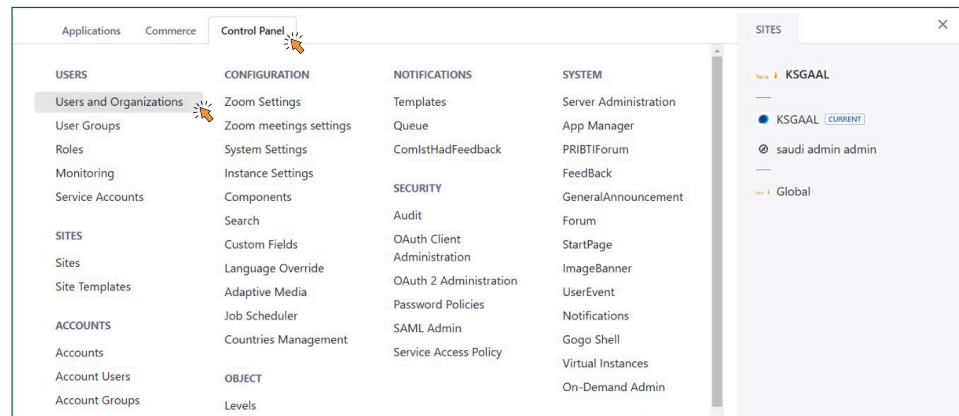 Applications Commerce Control Panel
USERS
Users and Organizations
User Groups
Roles
Monitoring
Service Accounts
SITES
Sites
Site Templates
ACCOUNTS
Accounts
Account Users
Account Groups
CONFIGURATION
Zoom Settings
Zoom meetings settings
System Settings
Instance Settings
Components
Search
Custom Fields
Language Override
Adaptive Media
Job Scheduler
Countries Management
OBJECT
Levels
NOTIFICATIONS
Templates
Queue
ComIstHadFeedback
SECURITY
Audit
OAuth Client
Administration
OAuth 2 Administration
Password Policies
SAML Admin
Service Access Policy
SYSTEM
Server Administration
App Manager
PRIBTIForum
FeedBack
GeneralAnnouncement
Forum
StartPage
ImageBanner
UserEvent
Notifications
Gogo Shell
Virtual Instances
On-Demand Admin
SITES
KSGAAL
KSGAAL CURRENT
saudi admin admin
Global